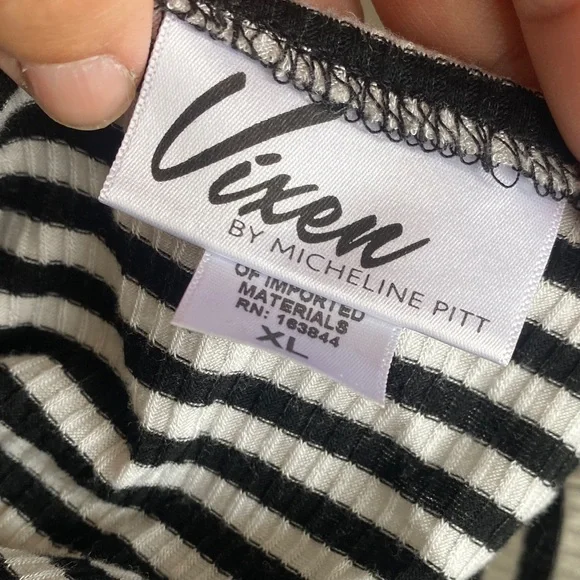 Vixen
BY MICHELINE PITT
OF IMPORTED
MATERIALS
RN: 163844
XL